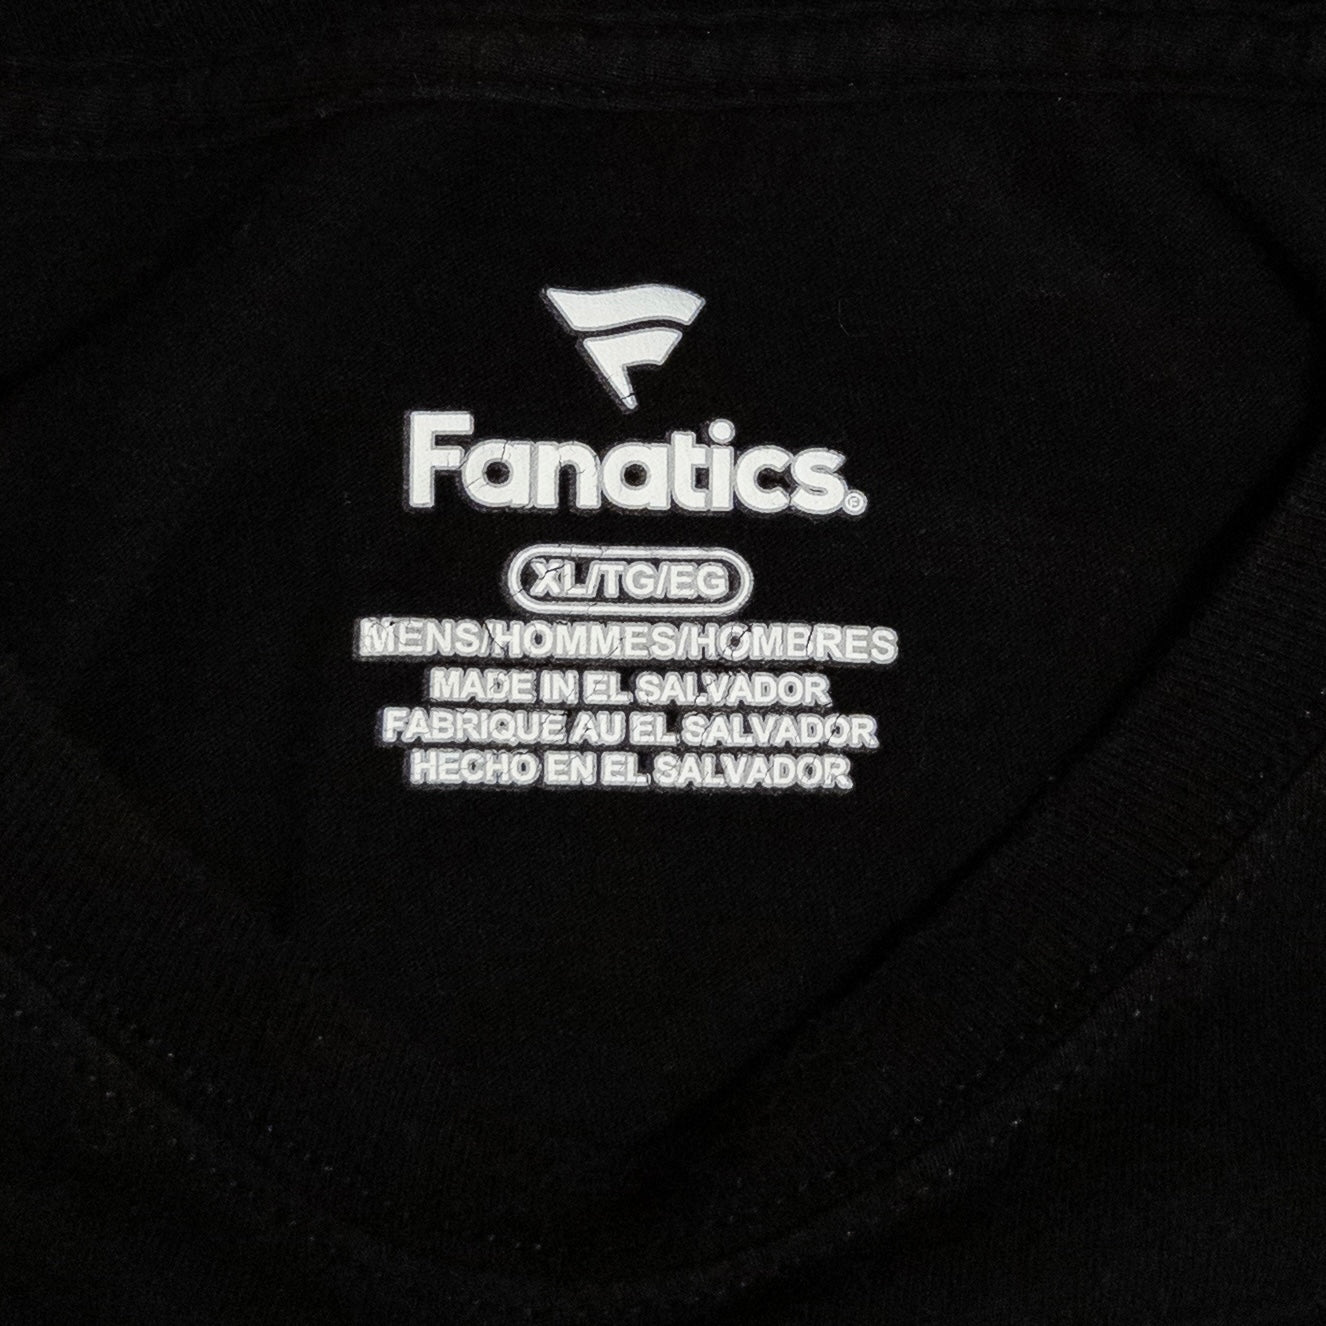 Fanatics®
XL/TG/EG
MENS/HOMMES/HOMBRES
MADE IN EL SALVADOR
FABRIQUE AU EL SALVADOR
HECHO EN EL SALVADOR